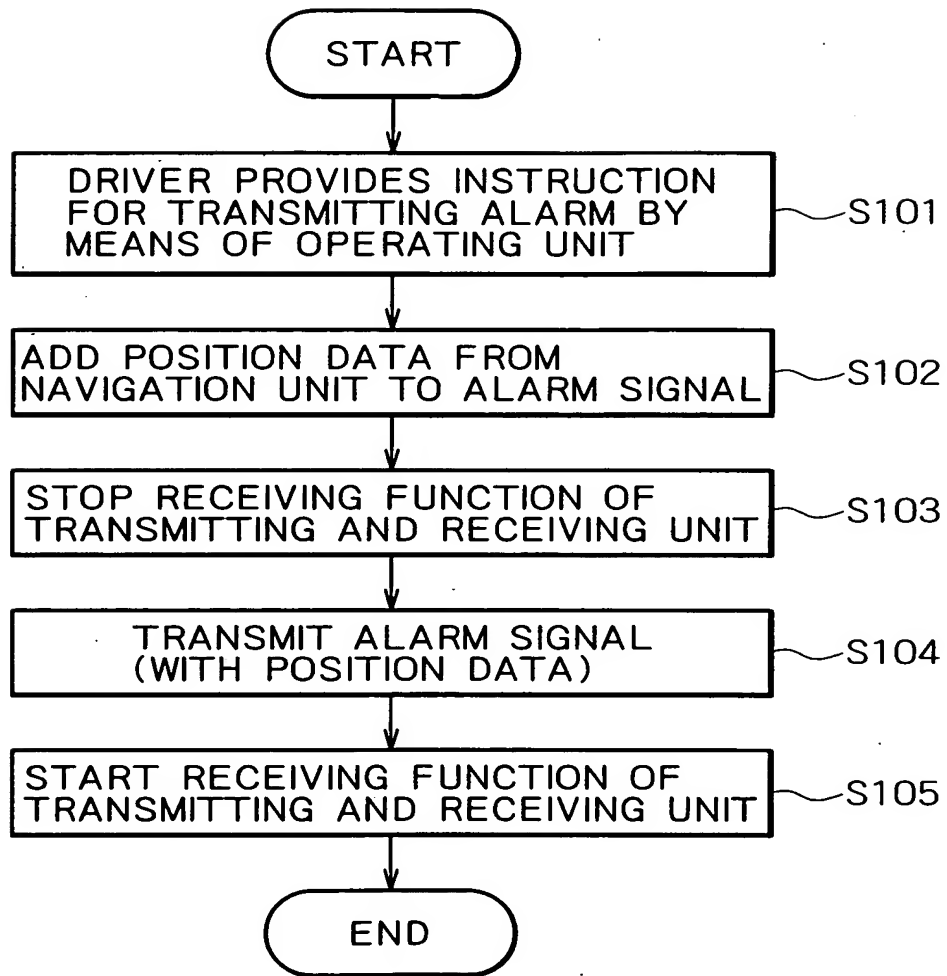 START
DRIVER PROVIDES INSTRUCTION
FOR TRANSMITTING ALARM BY
MEANS OF OPERATING UNIT
S101
ADD POSITION DATA FROM
NAVIGATION UNIT TO ALARM SIGNAL
S102
STOP RECEIVING FUNCTION OF
TRANSMITTING AND RECEIVING UNIT
S103
TRANSMIT ALARM SIGNAL
(WITH POSITION DATA)
S104
START RECEIVING FUNCTION OF
TRANSMITTING AND RECEIVING UNIT
S105
END